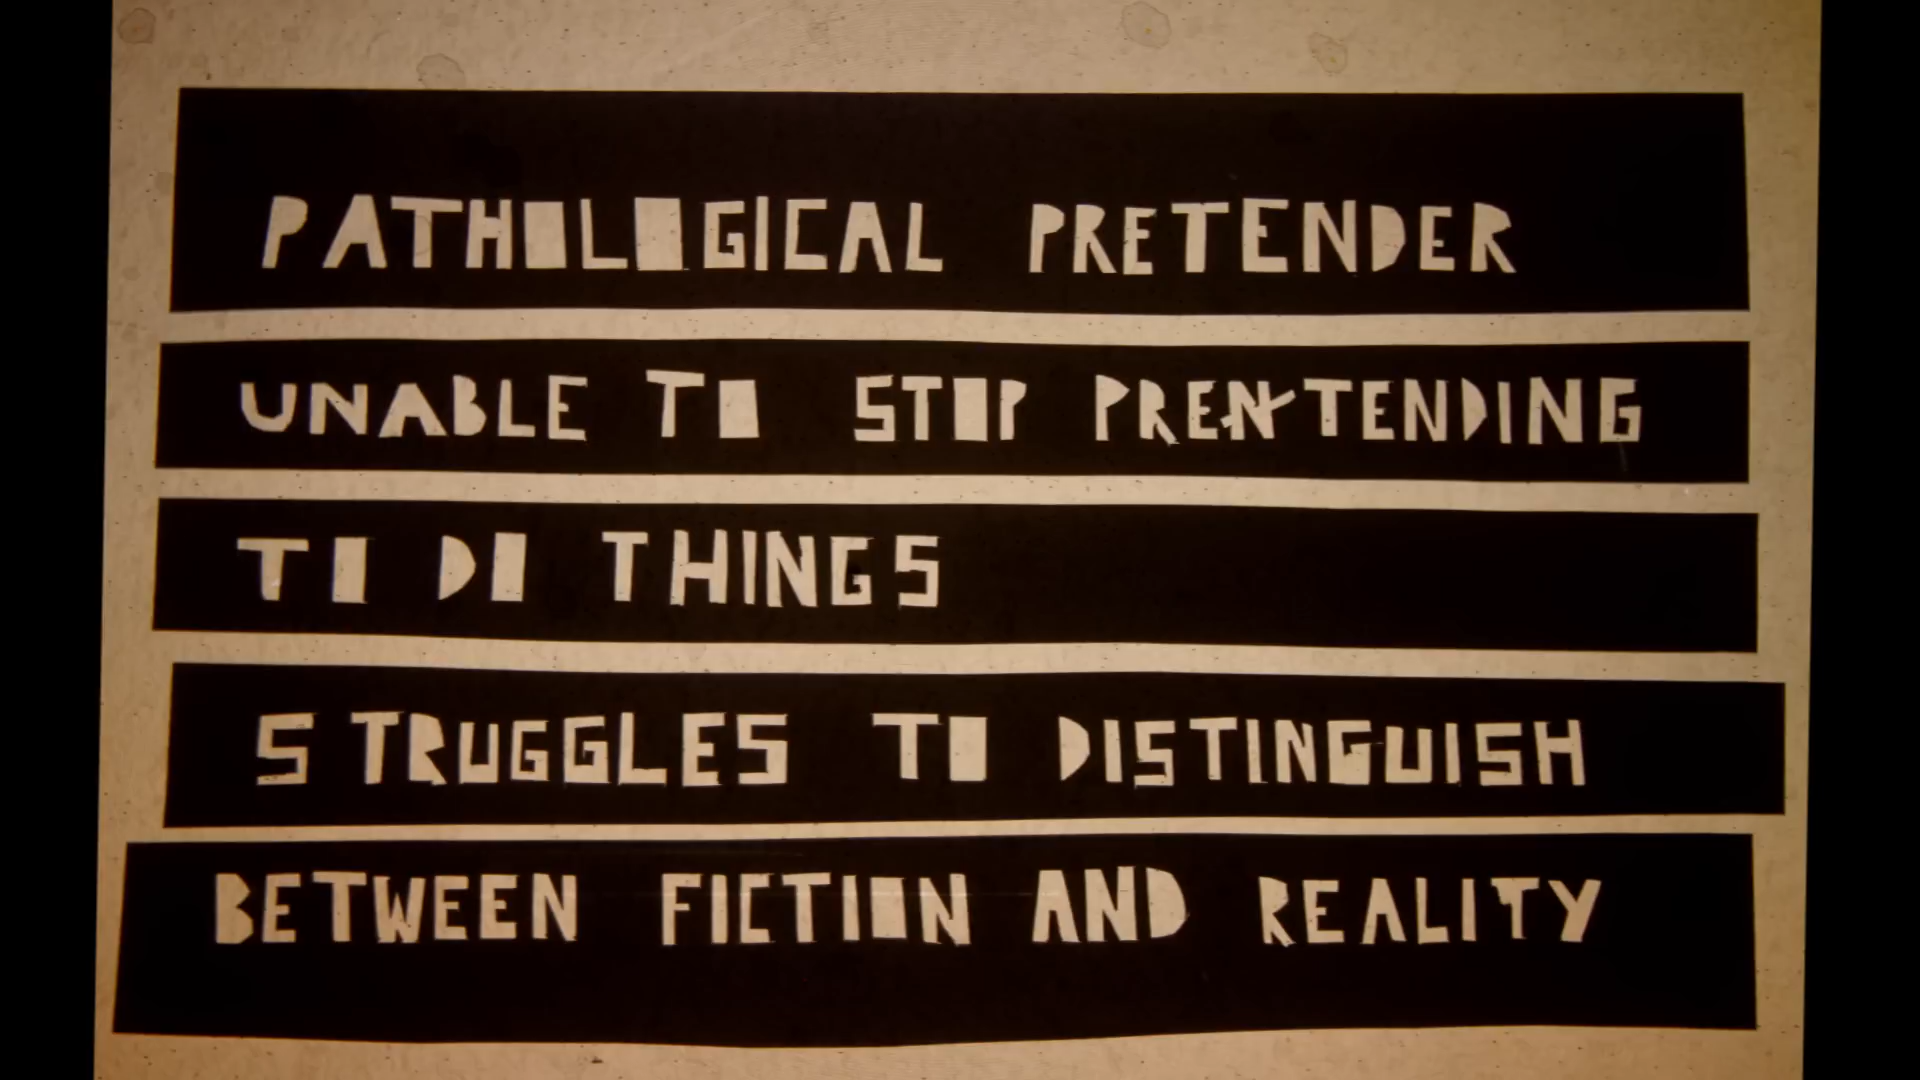 PATHOLOGICAL PRETENDER
UNABLE TO STOP PRENTENDING
TO DO THINGS
STRUGGLES TO DISTINGUISH
BETWEEN FICTION AND REALITY